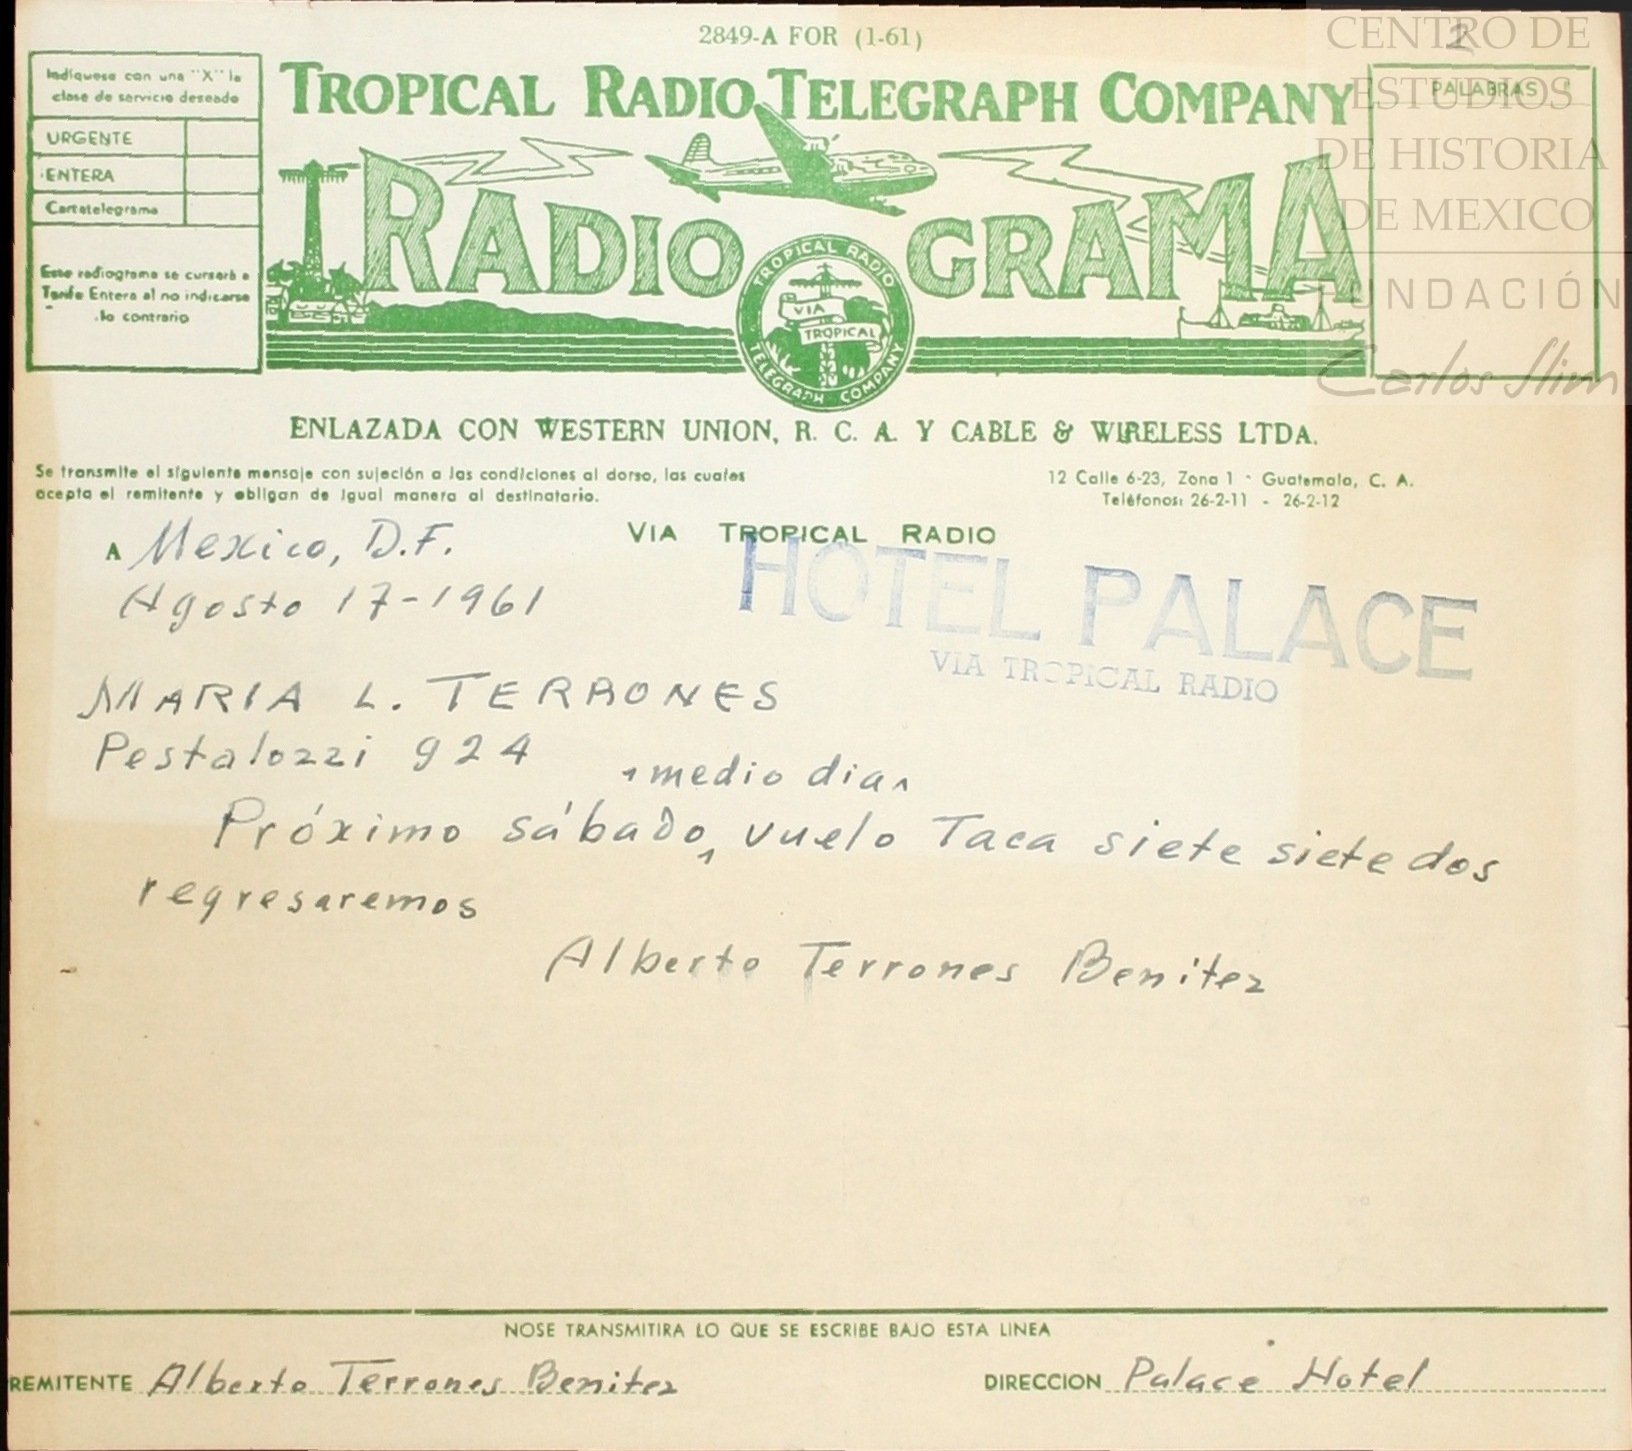 2849-A FOR (1-61)
2
CENTRO DE
ESTUDIOS
DE HISTORIA
DE MEXICO
FUNDACIÓN
Carlos Slim
Indíquese con una "X" la
clase de servicio deseado
URGENTE
ENTERA
Cartatelegrama
Este radiograma se cursará a
Tarifa Entera al no indicarse
lo contrario
TROPICAL RADIO TELEGRAPH COMPANY
RADIOGRAMA
TROPICAL RADIO
VIA
TROPICAL
TELEGRAPH COMPANY
PALABRAS
ENLAZADA CON WESTERN UNION, R. C. A. Y CABLE & WIRELESS LTDA.
Se transmite el siguiente mensaje con sujeción a las condiciones al dorso, las cuales
acepta el remitente y obligan de igual manera al destinatario.
12 Calle 6-23, Zona 1 - Guatemala, C. A.
Teléfonos: 26-2-11 - 26-2-12
VIA TROPICAL RADIO
A Mexico, D.F.
Agosto 17-1961
HOTEL PALACE
VIA TROPICAL RADIO
MARIA L. TERRONES
Pestalozzi 924
medio dia
Próximo sábado, vuelo Taca siete siete dos
regresaremos
Alberto Terrones Benitez
NOSE TRANSMITIRA LO QUE SE ESCRIBE BAJO ESTA LINEA
REMITENTE Alberto Terrones Benitez
DIRECCION Palace Hotel